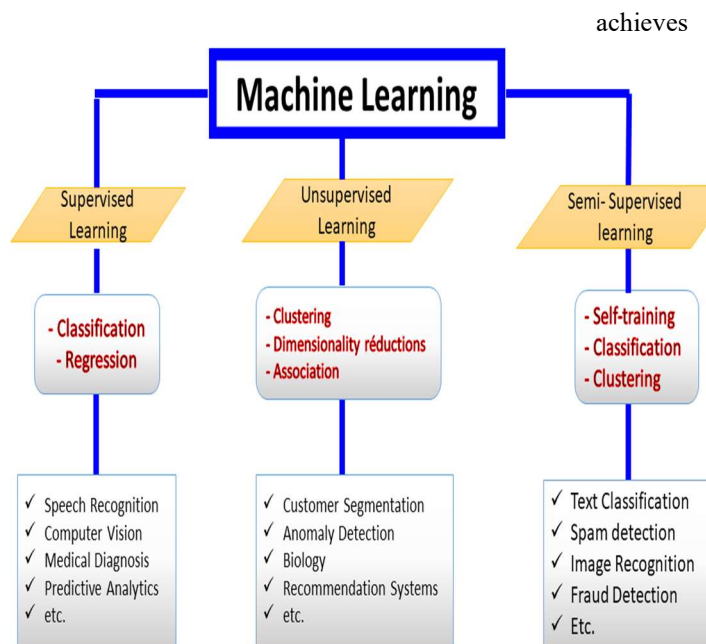 achieves
Machine Learning
Supervised
Learning
Unsupervised
Learning
Semi- Supervised
learning
- Classification
- Regression
- Clustering
- Dimensionality réductions
- Association
- Self-training
- Classification
- Clustering
✓ Speech Recognition
✓ Computer Vision
✓ Medical Diagnosis
✓ Predictive Analytics
✓ etc.
✓ Customer Segmentation
✓ Anomaly Detection
✓ Biology
✓ Recommendation Systems
✓ etc.
✓ Text Classification
✓ Spam detection
✓ Image Recognition
✓ Fraud Detection
✓ Etc.